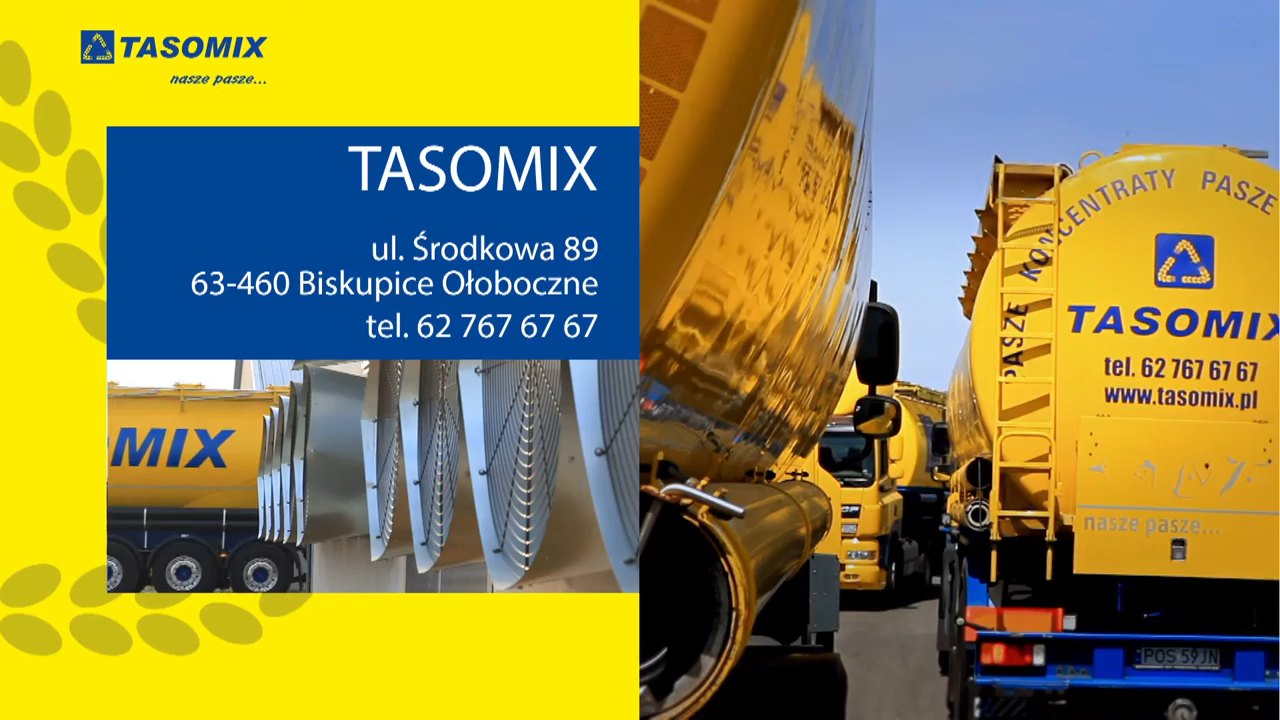 TASOMIX
nasze pasze...
TASOMIX
ul. Środkowa 89
63-460 Biskupice Ołoboczne
tel. 62 767 67 67
MIX
PASZE KONCENTRATY PASZE
TASOMIX
tel. 62 767 67 67
www.tasomix.pl
nasze pasze...
POS 59JN